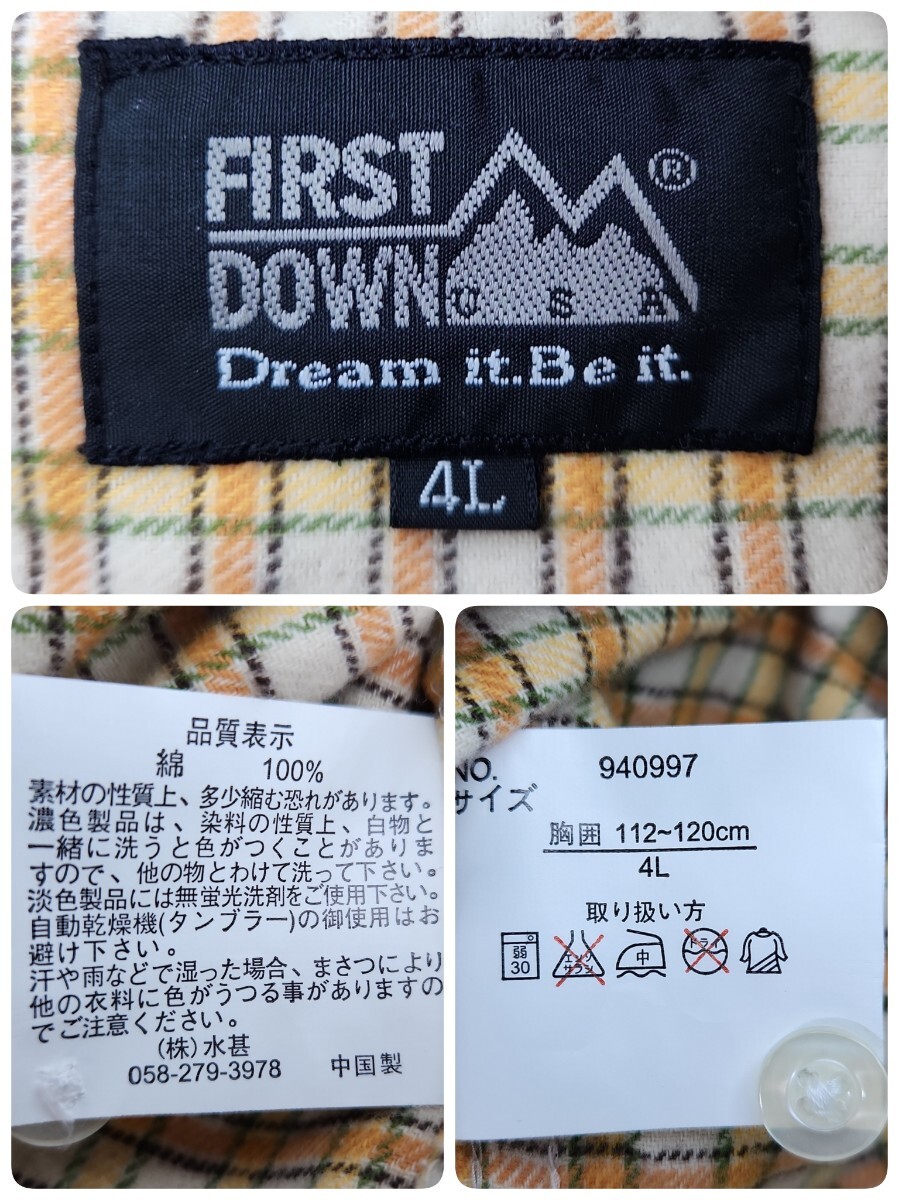 FIRST
DOWN
U S A
®
Dream it.Be it.
4L
品質表示
綿 100%
素材の性質上、多少縮む恐れがあります。
濃色製品は、染料の性質上、白物と
一緒に洗うと色がつくことがありま
すので、他の物とわけて洗って下さい。
淡色製品には無蛍光洗剤をご使用下さい。
自動乾燥機(タンブラー)の御使用はお
避け下さい。
汗や雨などで湿った場合、まさつにより
他の衣料に色がうつる事がありますの
でご注意ください。
(株)水甚
058-279-3978 中国製
NO. 940997
サイズ
胸囲 112~120cm
4L
取り扱い方
弱
30
エンソ
サラシ
中
ドライ